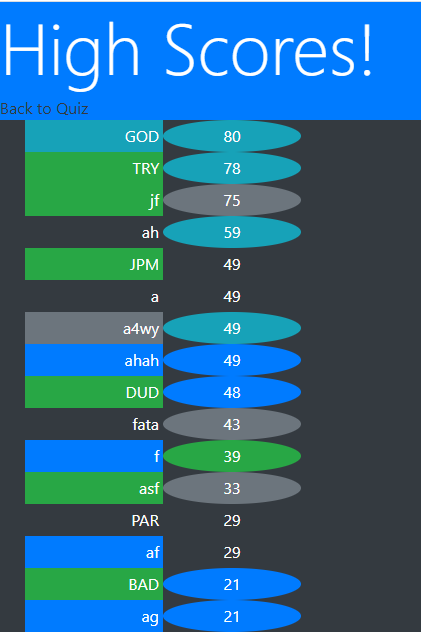 High Scores!
Back to Quiz
GOD 80
TRY 78
jf 75
ah 59
JPM 49
a 49
a4wy 49
ahah 49
DUD 48
fata 43
f 39
asf 33
PAR 29
af 29
BAD 21
ag 21